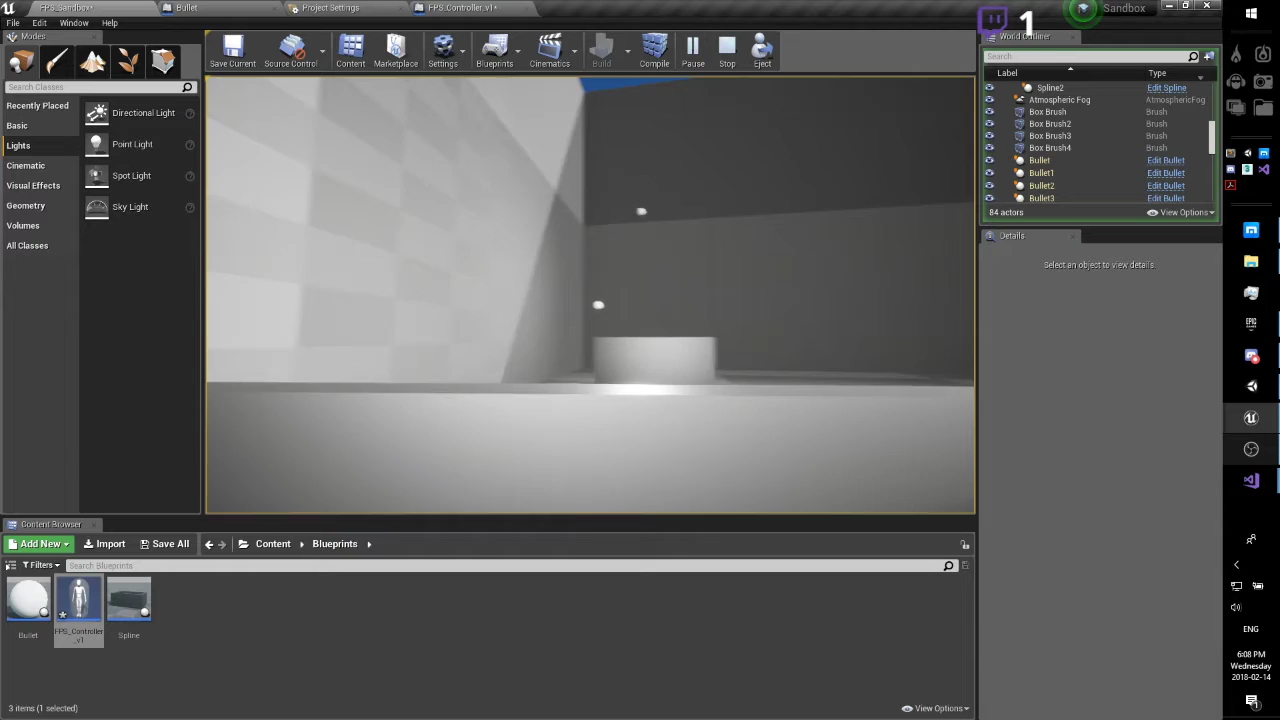 FPS_Sandbox•
Bullet
Project Settings
FPS_Controller_v1•
1
Sandbox
File
Edit
Window
Help
Modes
Search Classes
Recently Placed
Basic
Lights
Cinematic
Visual Effects
Geometry
Volumes
All Classes
Directional Light
Point Light
Spot Light
Sky Light
Save Current
Source Control
Content
Marketplace
Settings
Blueprints
Cinematics
Build
Compile
Pause
Stop
Eject
World Outliner
Search
Label
Type
Spline2
Edit Spline
Atmospheric Fog
AtmosphericFog
Box Brush
Brush
Box Brush2
Brush
Box Brush3
Brush
Box Brush4
Brush
Bullet
Edit Bullet
Bullet1
Edit Bullet
Bullet2
Edit Bullet
Bullet3
Edit Bullet
84 actors
View Options
Details
Select an object to view details.
Content Browser
Add New
Import
Save All
Content
Blueprints
Filters
Search Blueprints
Bullet
FPS_Controller
_v1
Spline
3 items (1 selected)
View Options
EPIC
GAMES
ENG
6:08 PM
Wednesday
2018-02-14